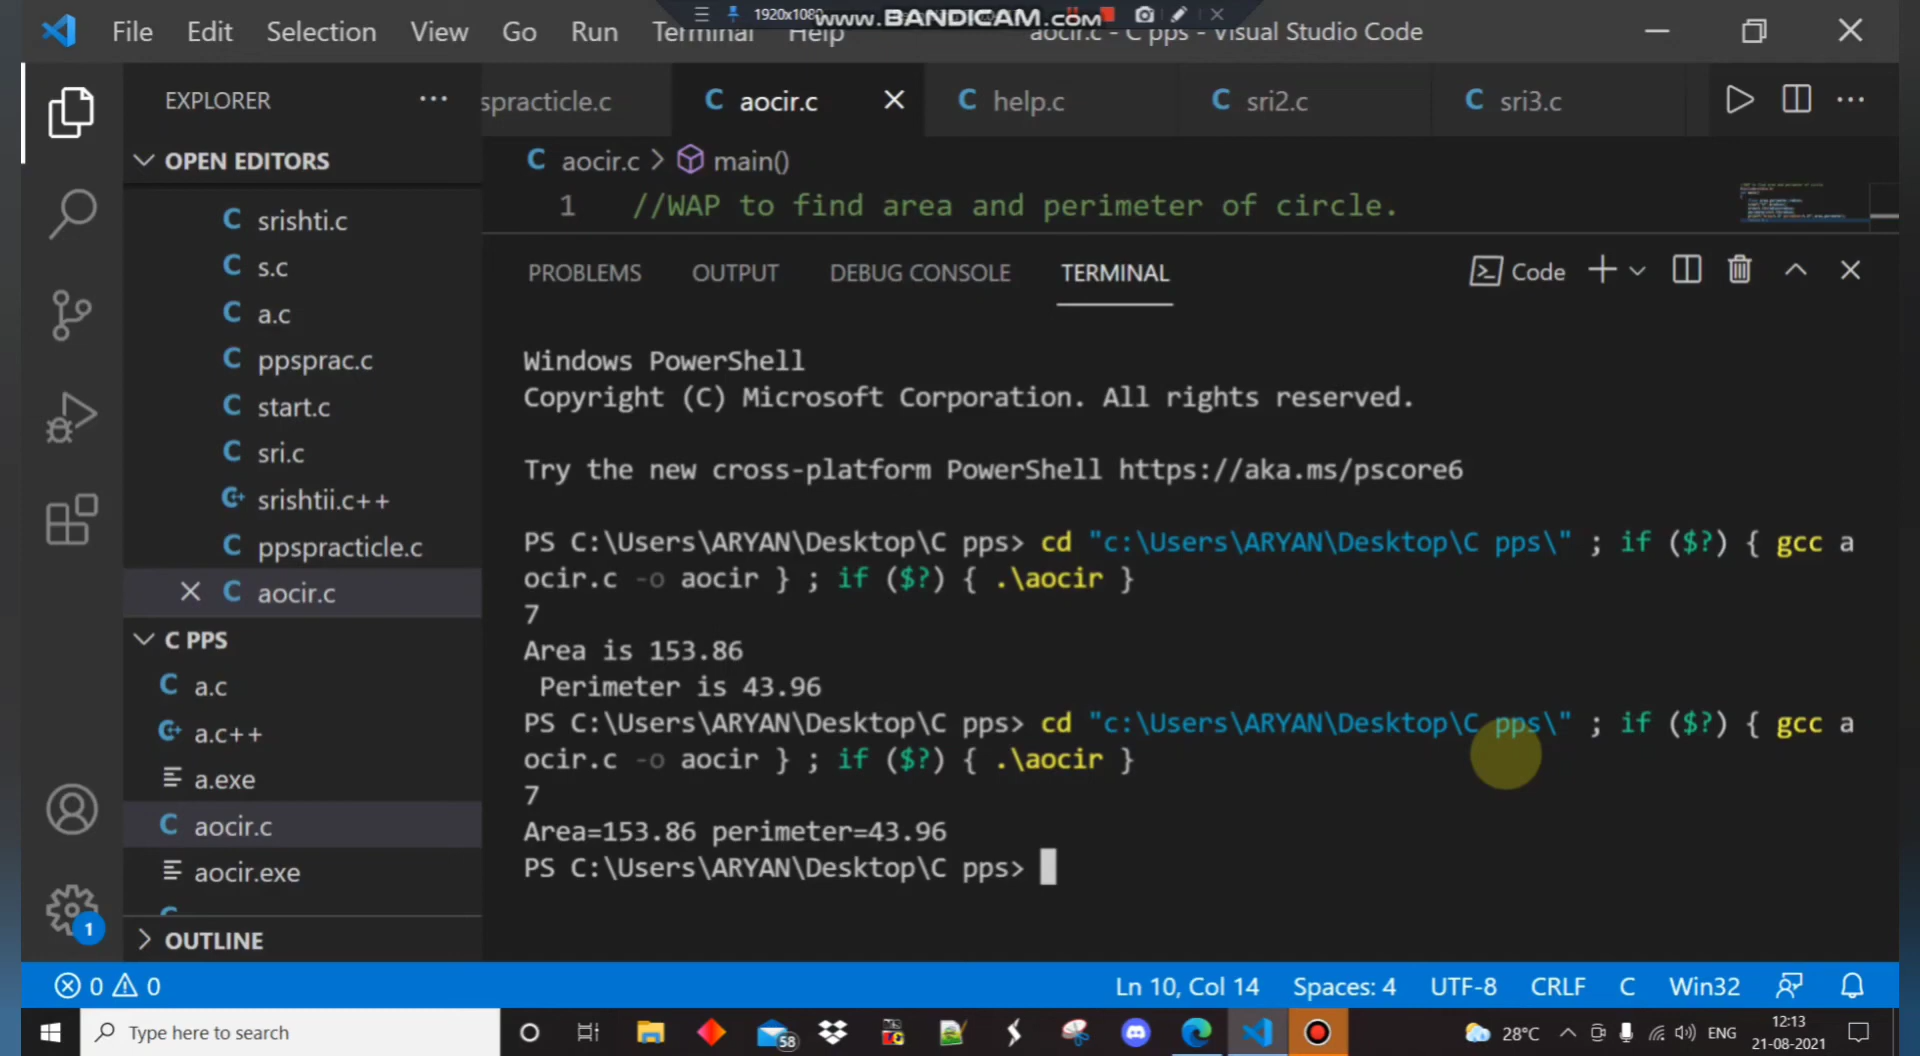 File Edit Selection View Go Run Terminal Help
1920x1080
www.BANDICAM.com
aocir.c - C pps - Visual Studio Code
EXPLORER
OPEN EDITORS
srishti.c
s.c
a.c
ppsprac.c
start.c
sri.c
srishtii.c++
ppspracticle.c
aocir.c
C PPS
a.c
a.c++
a.exe
aocir.c
aocir.exe
OUTLINE
spracticle.c
aocir.c
help.c
sri2.c
sri3.c
aocir.c > main()
1 //WAP to find area and perimeter of circle.
PROBLEMS OUTPUT DEBUG CONSOLE TERMINAL
Code
Windows PowerShell
Copyright (C) Microsoft Corporation. All rights reserved.
Try the new cross-platform PowerShell https://aka.ms/pscore6
PS C:\Users\ARYAN\Desktop\C pps> cd "c:\Users\ARYAN\Desktop\C pps\" ; if ($?) { gcc a
ocir.c -o aocir } ; if ($?) { .\aocir }
7
Area is 153.86
Perimeter is 43.96
PS C:\Users\ARYAN\Desktop\C pps> cd "c:\Users\ARYAN\Desktop\C pps\" ; if ($?) { gcc a
ocir.c -o aocir } ; if ($?) { .\aocir }
7
Area=153.86 perimeter=43.96
PS C:\Users\ARYAN\Desktop\C pps>
1
0 0
Ln 10, Col 14 Spaces: 4 UTF-8 CRLF C Win32
Type here to search
58
28°C
ENG
12:13
21-08-2021